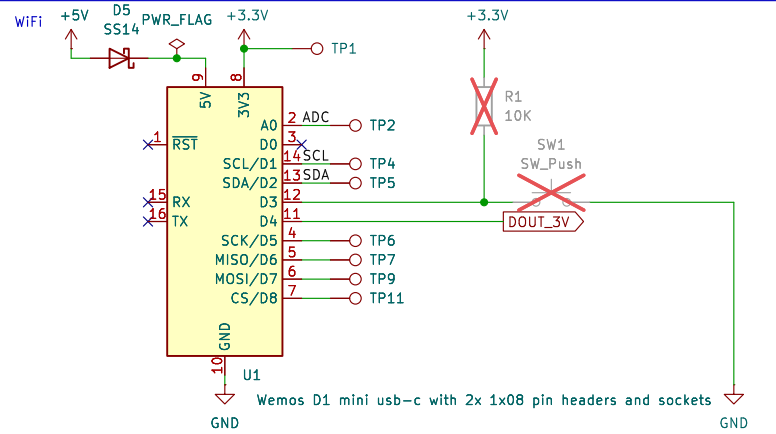 WiFi
+5V
D5
SS14
PWR_FLAG
+3.3V
TP1
+3.3V
9
8
5V
3V3
R1
10K
1
RST
A0
2
ADC
TP2
D0
3
SCL/D1
14
SCL
TP4
SDA/D2
13
SDA
TP5
SW1
SW_Push
15
RX
D3
12
16
TX
D4
11
DOUT_3V
SCK/D5
4
TP6
MISO/D6
5
TP7
MOSI/D7
6
TP9
CS/D8
7
TP11
GND
10
U1
Wemos D1 mini usb-c with 2x 1x08 pin headers and sockets
GND
GND